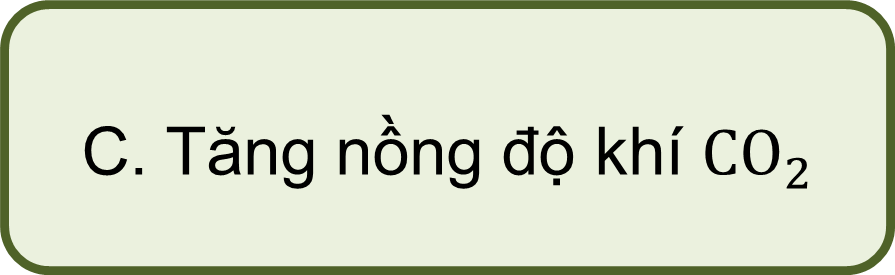 C. Tăng nồng độ khí CO₂